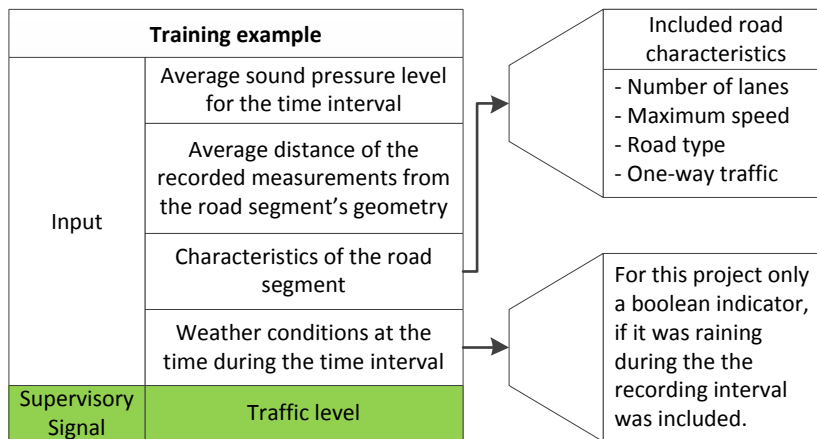 Training example
Input
Average sound pressure level
for the time interval
Average distance of the
recorded measurements from
the road segment's geometry
Characteristics of the road
segment
Weather conditions at the
time during the time interval
Supervisory
Signal
Traffic level
Included road
characteristics
- Number of lanes
- Maximum speed
- Road type
- One-way traffic
For this project only
a boolean indicator,
if it was raining
during the the
recording interval
was included.